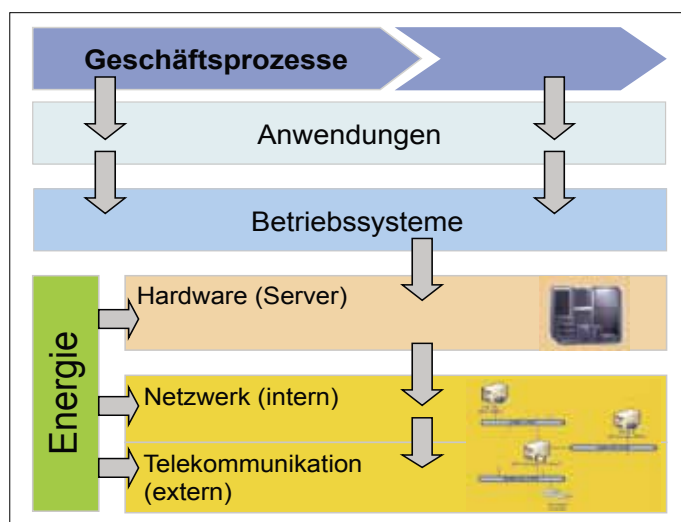 Geschäftsprozesse
Anwendungen
Betriebssysteme
Energie
Hardware (Server)
Netzwerk (intern)
Telekommunikation
(extern)